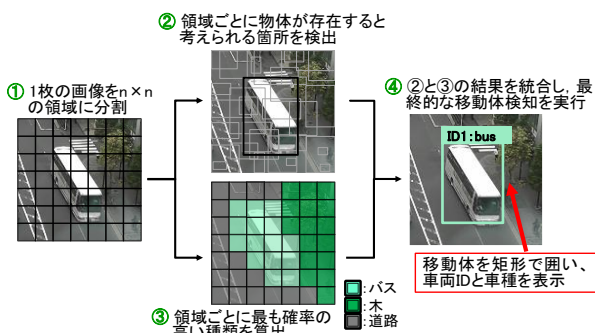 ① 1枚の画像をn×n
の領域に分割
② 領域ごとに物体が存在すると
考えられる箇所を検出
③ 領域ごとに最も確率の
高い種類を算出
:バス
:木
:道路
④ ②と③の結果を統合し，最
終的な移動体検知を実行
ID1:bus
移動体を矩形で囲い、
車両IDと車種を表示